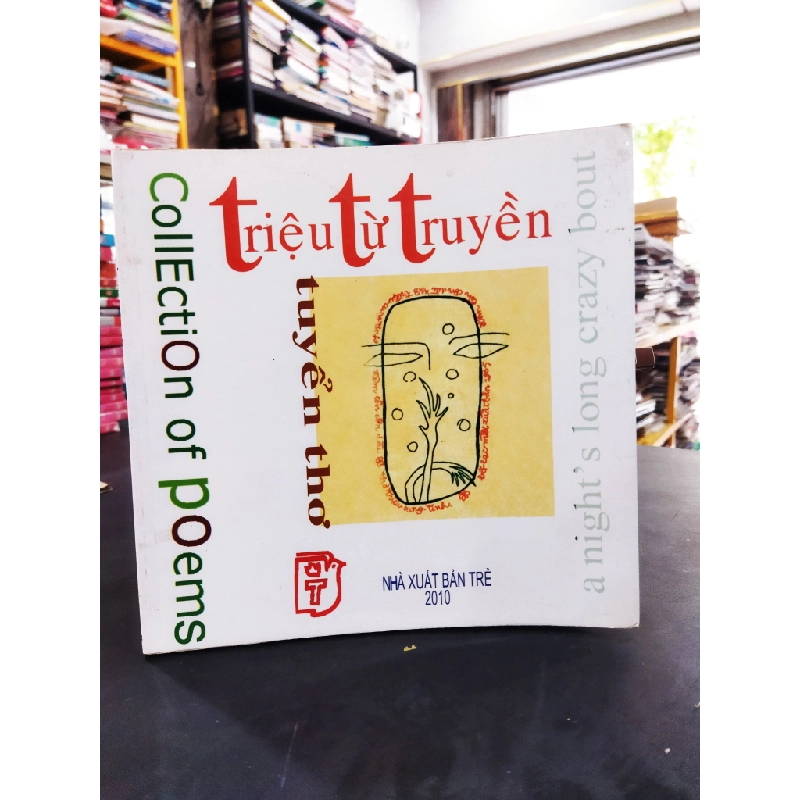 triệu từ truyền
CollEctiOn of poems
tuyển thơ
a night's long crazy bout
NHÀ XUẤT BẢN TRẺ
2010